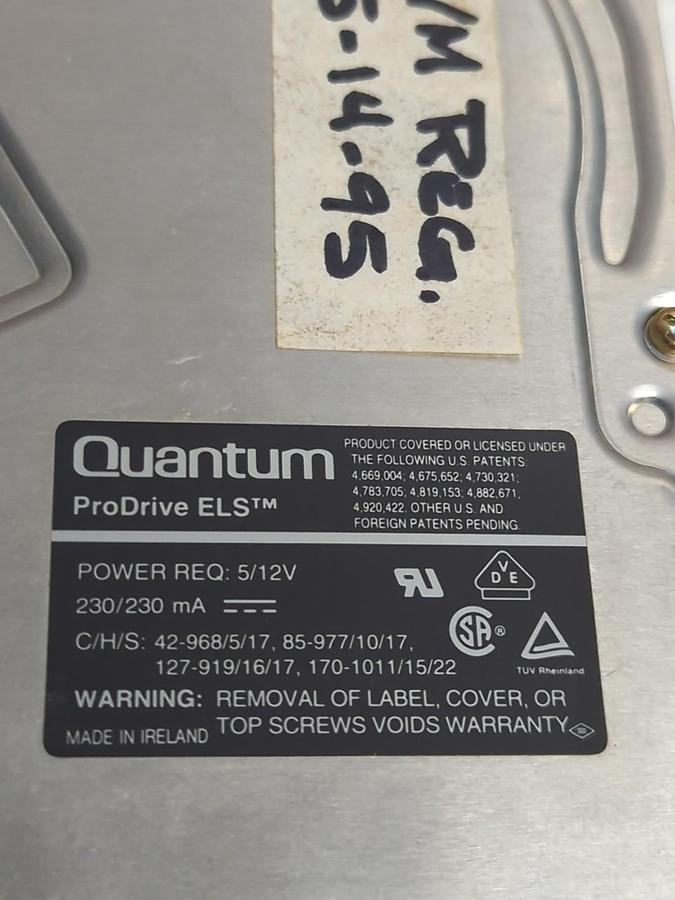 /M REG.
5-14-95
Quantum
ProDrive ELS™
PRODUCT COVERED OR LICENSED UNDER
THE FOLLOWING U.S. PATENTS:
4,669,004; 4,675,652; 4,730,321;
4,783,705; 4,819,153; 4,882,671;
4,920,422. OTHER U.S. AND
FOREIGN PATENTS PENDING.
POWER REQ: 5/12V
230/230 mA
C/H/S: 42-968/5/17, 85-977/10/17,
127-919/16/17, 170-1011/15/22
VDE
SA®
TUV Rheinland
WARNING: REMOVAL OF LABEL, COVER, OR
TOP SCREWS VOIDS WARRANTY
MADE IN IRELAND